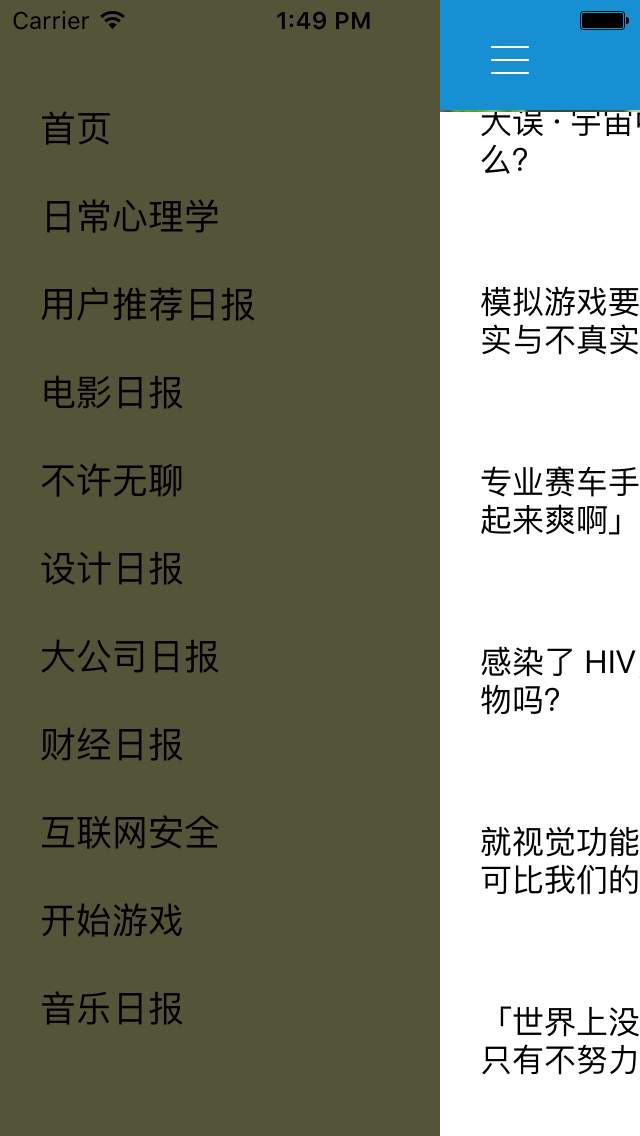 Carrier 1:49 PM
首页
日常心理学
用户推荐日报
电影日报
不许无聊
设计日报
大公司日报
财经日报
互联网安全
开始游戏
音乐日报
大误 · 宇宙
么?
模拟游戏要
实与不真实
专业赛车手
起来爽啊」
感染了 HIV
物吗?
就视觉功能
可比我们的
「世界上没
只有不努力